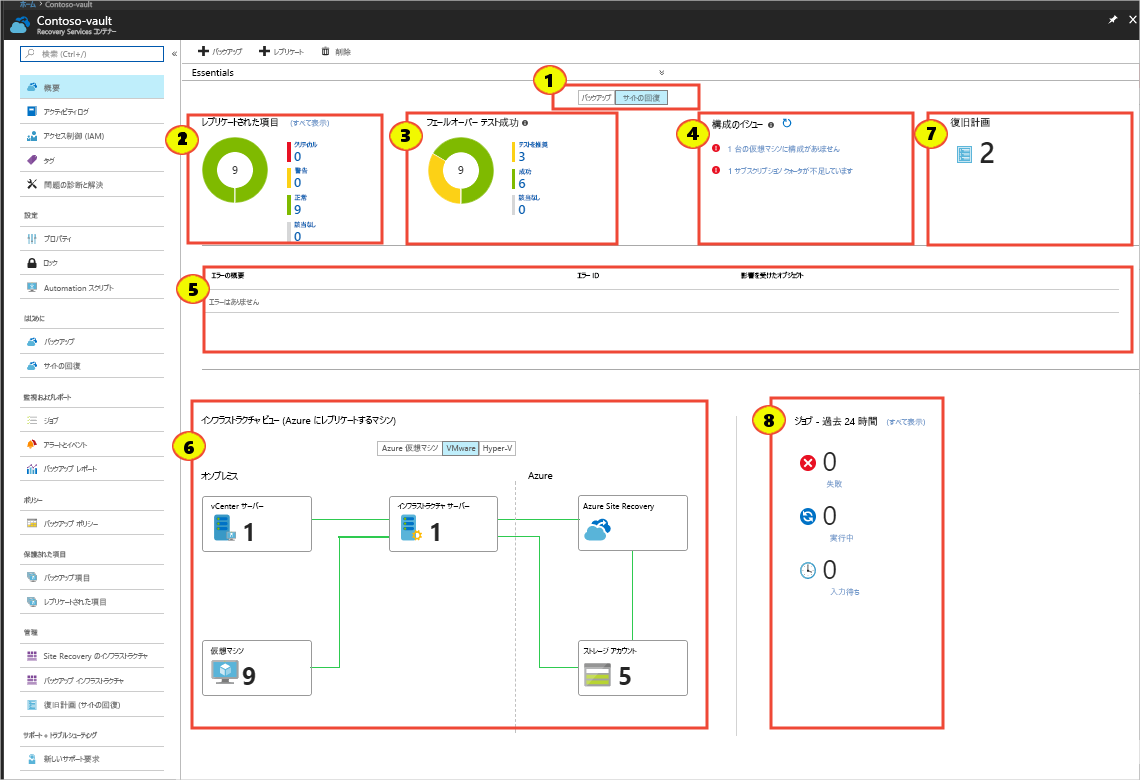 ホーム > Contoso-vault
Contoso-vault
Recovery Services コンテナー
検索 (Ctrl+/)
概要
アクティビティ ログ
アクセス制御 (IAM)
タグ
問題の診断と解決
設定
プロパティ
ロック
Automation スクリプト
はじめに
バックアップ
サイトの回復
監視およびレポート
ジョブ
アラートとイベント
バックアップ レポート
ポリシー
バックアップ ポリシー
保護された項目
バックアップ項目
レプリケートされた項目
管理
Site Recovery のインフラストラクチャ
バックアップ インフラストラクチャ
復旧計画 (サイトの回復)
サポート + トラブルシューティング
新しいサポート要求
バックアップ
レプリケート
削除
Essentials
1
バックアップ サイトの回復
2
レプリケートされた項目 (すべて表示)
9
クリティカル
0
警告
0
正常
9
該当なし
0
3
フェールオーバー テスト成功
9
テストを推奨
3
成功
6
該当なし
0
4
構成のイシュー
1 台の仮想マシンに構成がありません
1 サブスクリプション クォータが不足しています
7
復旧計画
2
5
エラーの概要 エラー ID 影響を受けたオブジェクト
エラーはありません
6
インフラストラクチャ ビュー (Azure にレプリケートするマシン)
Azure 仮想マシン VMware Hyper-V
オンプレミス Azure
vCenter サーバー
1
インフラストラクチャ サーバー
1
Azure Site Recovery
仮想マシン
9
ストレージ アカウント
5
8
ジョブ - 過去 24 時間 (すべて表示)
0
失敗
0
実行中
0
入力待ち